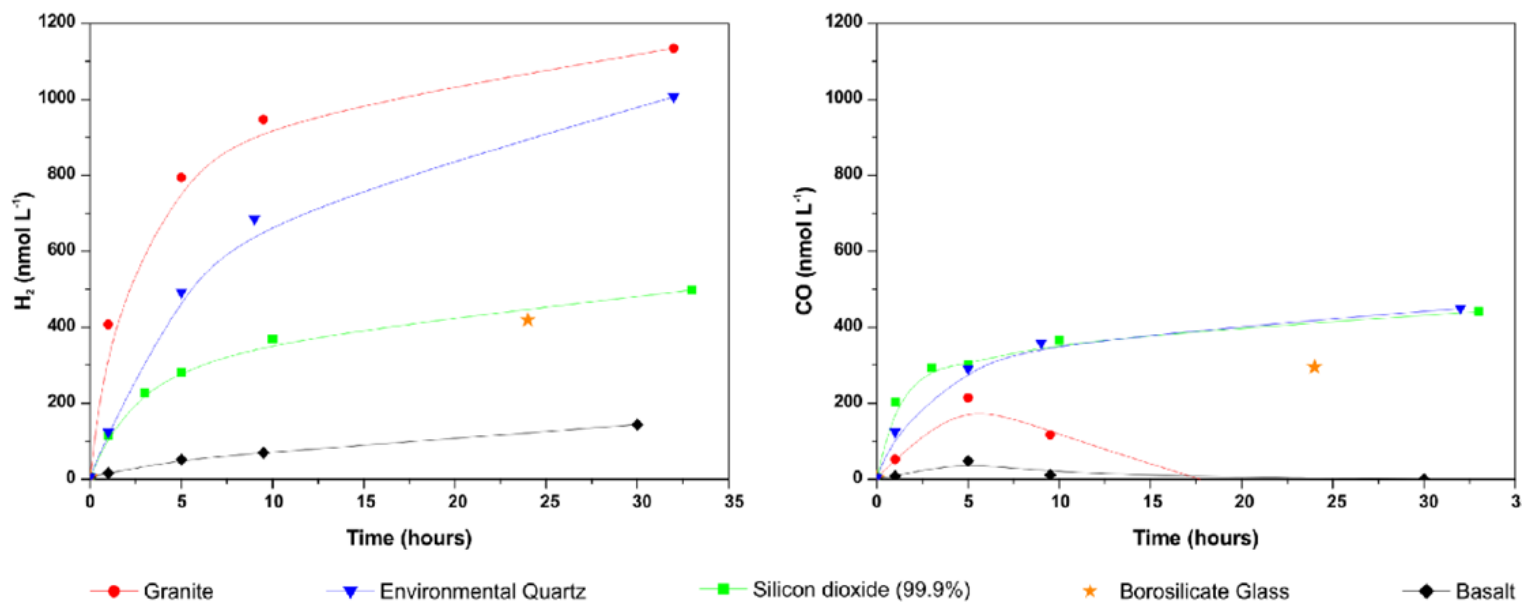 1200
1000
800
600
400
200
0
H₂ (nmol L⁻¹)
0 5 10 15 20 25 30 35
Time (hours)
1200
1000
800
600
400
200
0
CO (nmol L⁻¹)
0 5 10 15 20 25 30 3
Time (hours)
Granite Environmental Quartz Silicon dioxide (99.9%) Borosilicate Glass Basalt